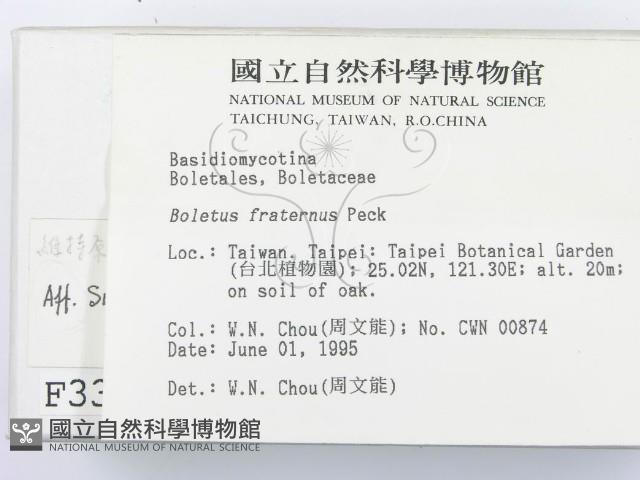 國立自然科學博物館
NATIONAL MUSEUM OF NATURAL SCIENCE
TAICHUNG, TAIWAN, R.O.CHINA
Basidiomycotina
Boletales, Boletaceae
Boletus fraternus Peck
Loc.: Taiwan. Taipei: Taipei Botanical Garden
(台北植物園); 25.02N, 121.30E; alt. 20m;
on soil of oak.
Col.: W.N. Chou(周文能); No. CWN 00874
Date: June 01, 1995
Det.: W.N. Chou(周文能)
維持原
Aff.
F33
國立自然科學博物館
NATIONAL MUSEUM OF NATURAL SCIENCE